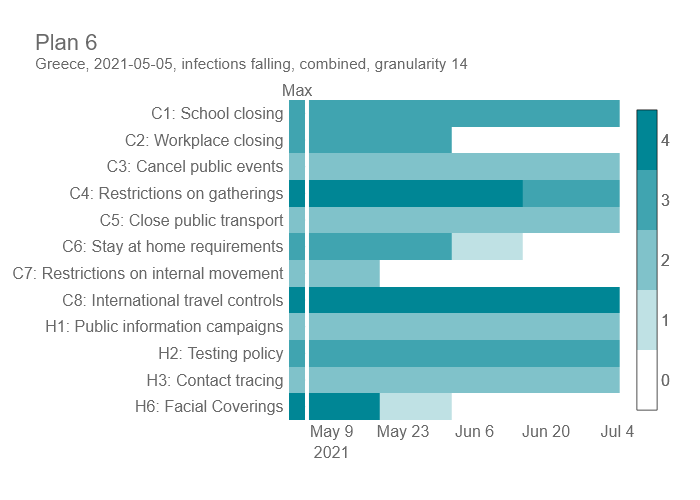 Plan 6
Greece, 2021-05-05, infections falling, combined, granularity 14
Max
C1: School closing
C2: Workplace closing
C3: Cancel public events
C4: Restrictions on gatherings
C5: Close public transport
C6: Stay at home requirements
C7: Restrictions on internal movement
C8: International travel controls
H1: Public information campaigns
H2: Testing policy
H3: Contact tracing
H6: Facial Coverings
May 9 May 23 Jun 6 Jun 20 Jul 4
2021
4
3
2
1
0